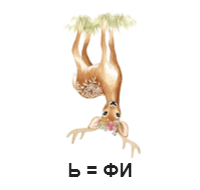 Ь = ФИ